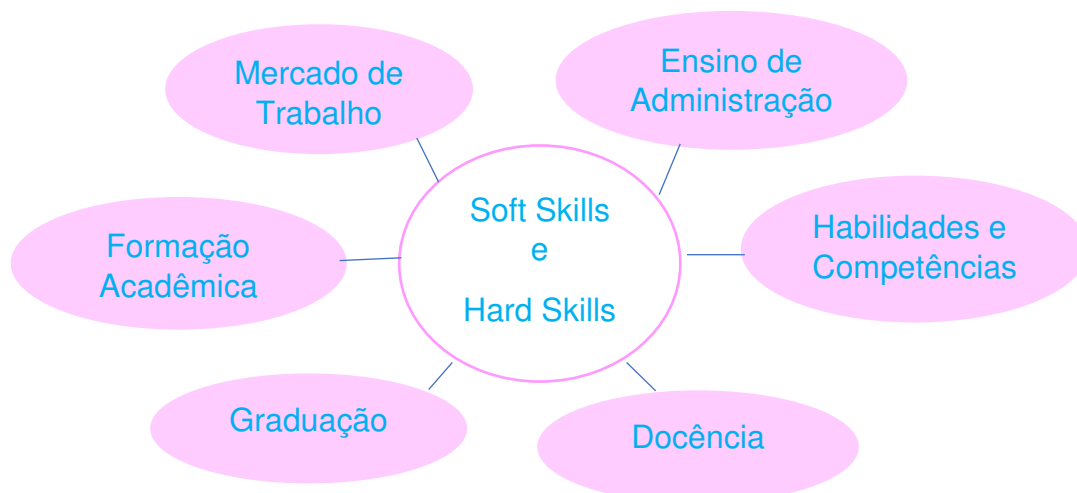 Mercado de
Trabalho
Ensino de
Administração
Soft Skills
e
Hard Skills
Formação
Acadêmica
Habilidades e
Competências
Graduação
Docência